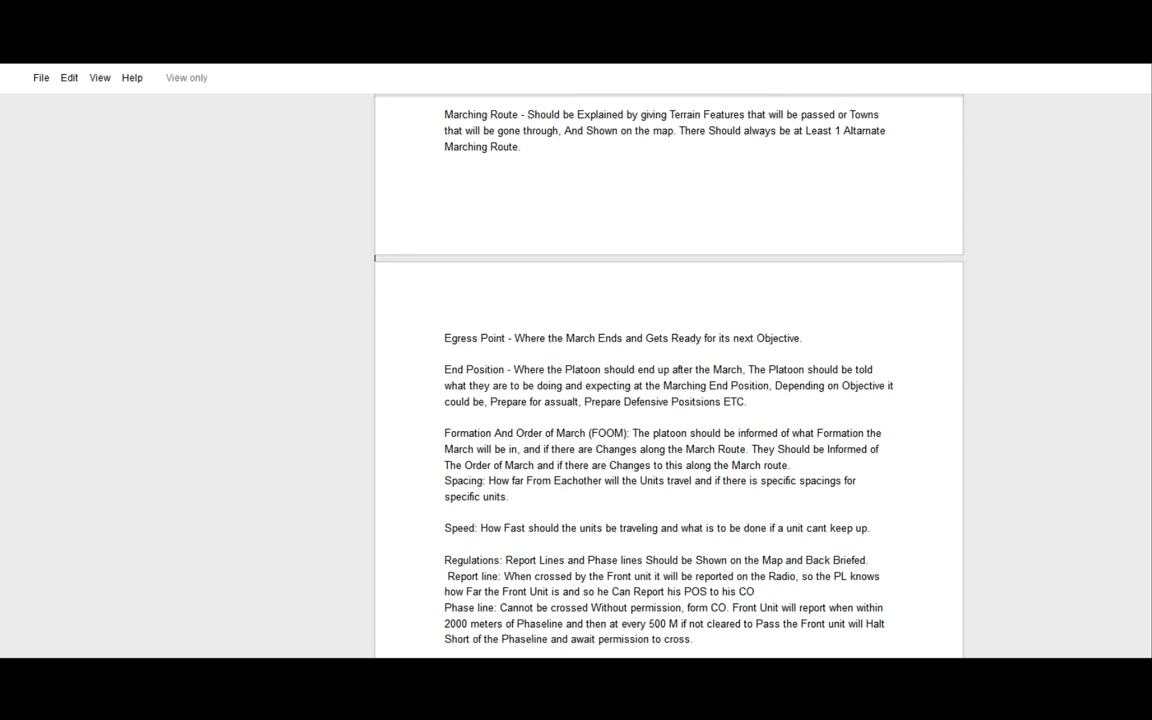 File Edit View Help View only
Marching Route - Should be Explained by giving Terrain Features that will be passed or Towns
that will be gone through, And Shown on the map. There Should always be at Least 1 Altarnate
Marching Route.
Egress Point - Where the March Ends and Gets Ready for its next Objective.
End Position - Where the Platoon should end up after the March, The Platoon should be told
what they are to be doing and expecting at the Marching End Position, Depending on Objective it
could be, Prepare for assualt, Prepare Defensive Positsions ETC.
Formation And Order of March (FOOM): The platoon should be informed of what Formation the
March will be in, and if there are Changes along the March Route. They Should be Informed of
The Order of March and if there are Changes to this along the March route.
Spacing: How far From Eachother will the Units travel and if there is specific spacings for
specific units.
Speed: How Fast should the units be traveling and what is to be done if a unit cant keep up.
Regulations: Report Lines and Phase lines Should be Shown on the Map and Back Briefed.
Report line: When crossed by the Front unit it will be reported on the Radio, so the PL knows
how Far the Front Unit is and so he Can Report his POS to his CO
Phase line: Cannot be crossed Without permission, form CO. Front Unit will report when within
2000 meters of Phaseline and then at every 500 M if not cleared to Pass the Front unit will Halt
Short of the Phaseline and await permission to cross.